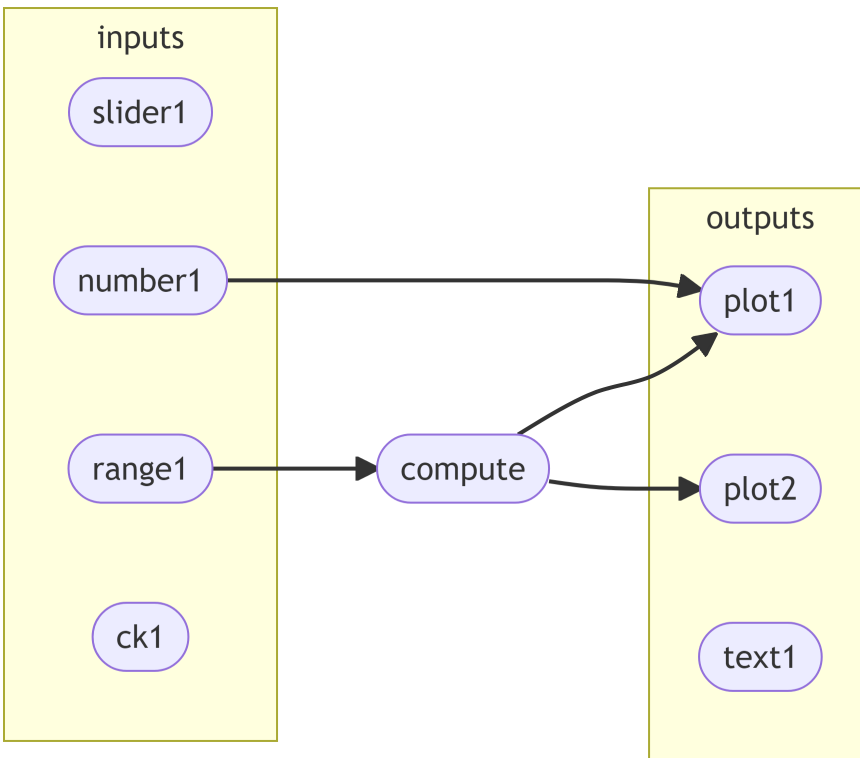 inputs
slider1
number1
range1
ck1
compute
outputs
plot1
plot2
text1